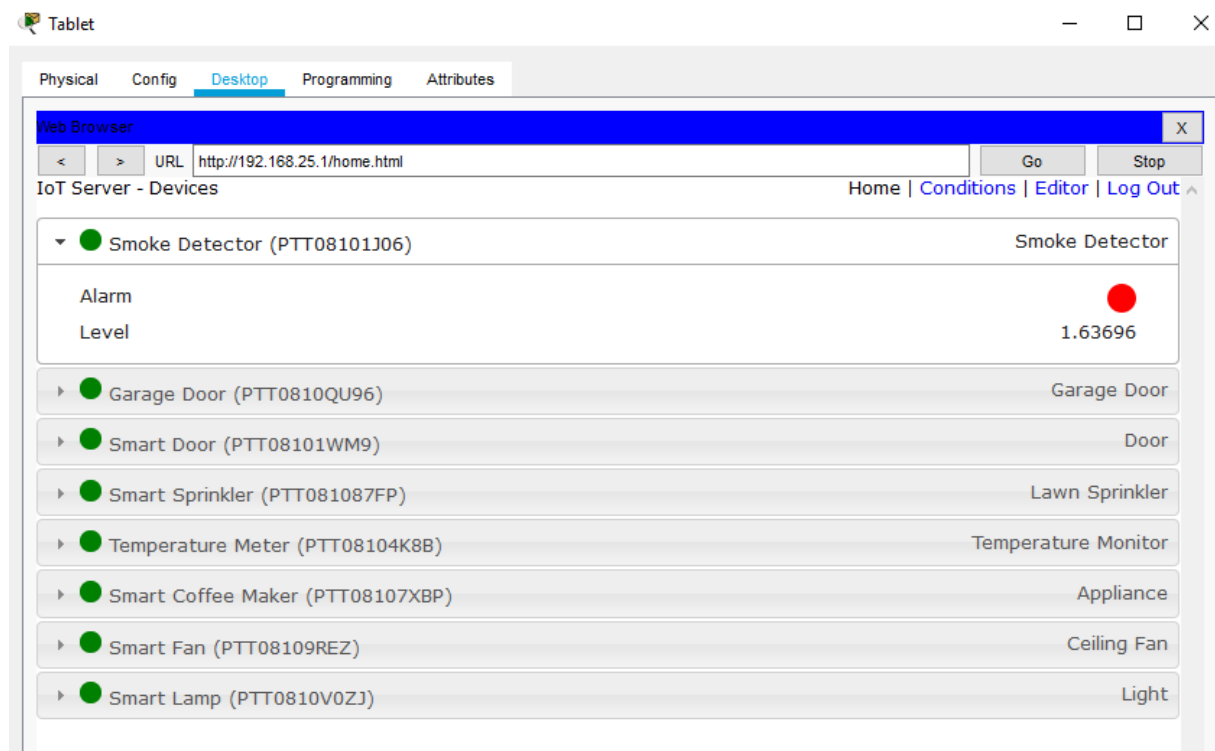 Tablet
Physical Config Desktop Programming Attributes
Web Browser X
< > URL http://192.168.25.1/home.html Go Stop
IoT Server - Devices Home | Conditions | Editor | Log Out
Smoke Detector (PTT08101J06) Smoke Detector
Alarm
Level 1.63696
Garage Door (PTT0810QU96) Garage Door
Smart Door (PTT08101WM9) Door
Smart Sprinkler (PTT081087FP) Lawn Sprinkler
Temperature Meter (PTT08104K8B) Temperature Monitor
Smart Coffee Maker (PTT08107XBP) Appliance
Smart Fan (PTT08109REZ) Ceiling Fan
Smart Lamp (PTT0810V0ZJ) Light